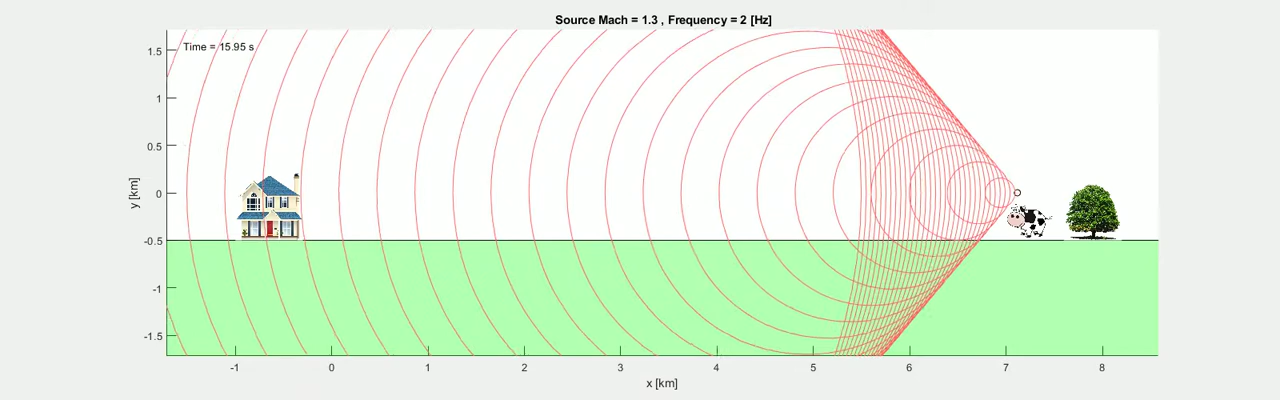 Source Mach = 1.3 , Frequency = 2 [Hz]
Time = 15.95 s
1.5
1
0.5
0
-0.5
-1
-1.5
y [km]
-1 0 1 2 3 4 5 6 7 8
x [km]